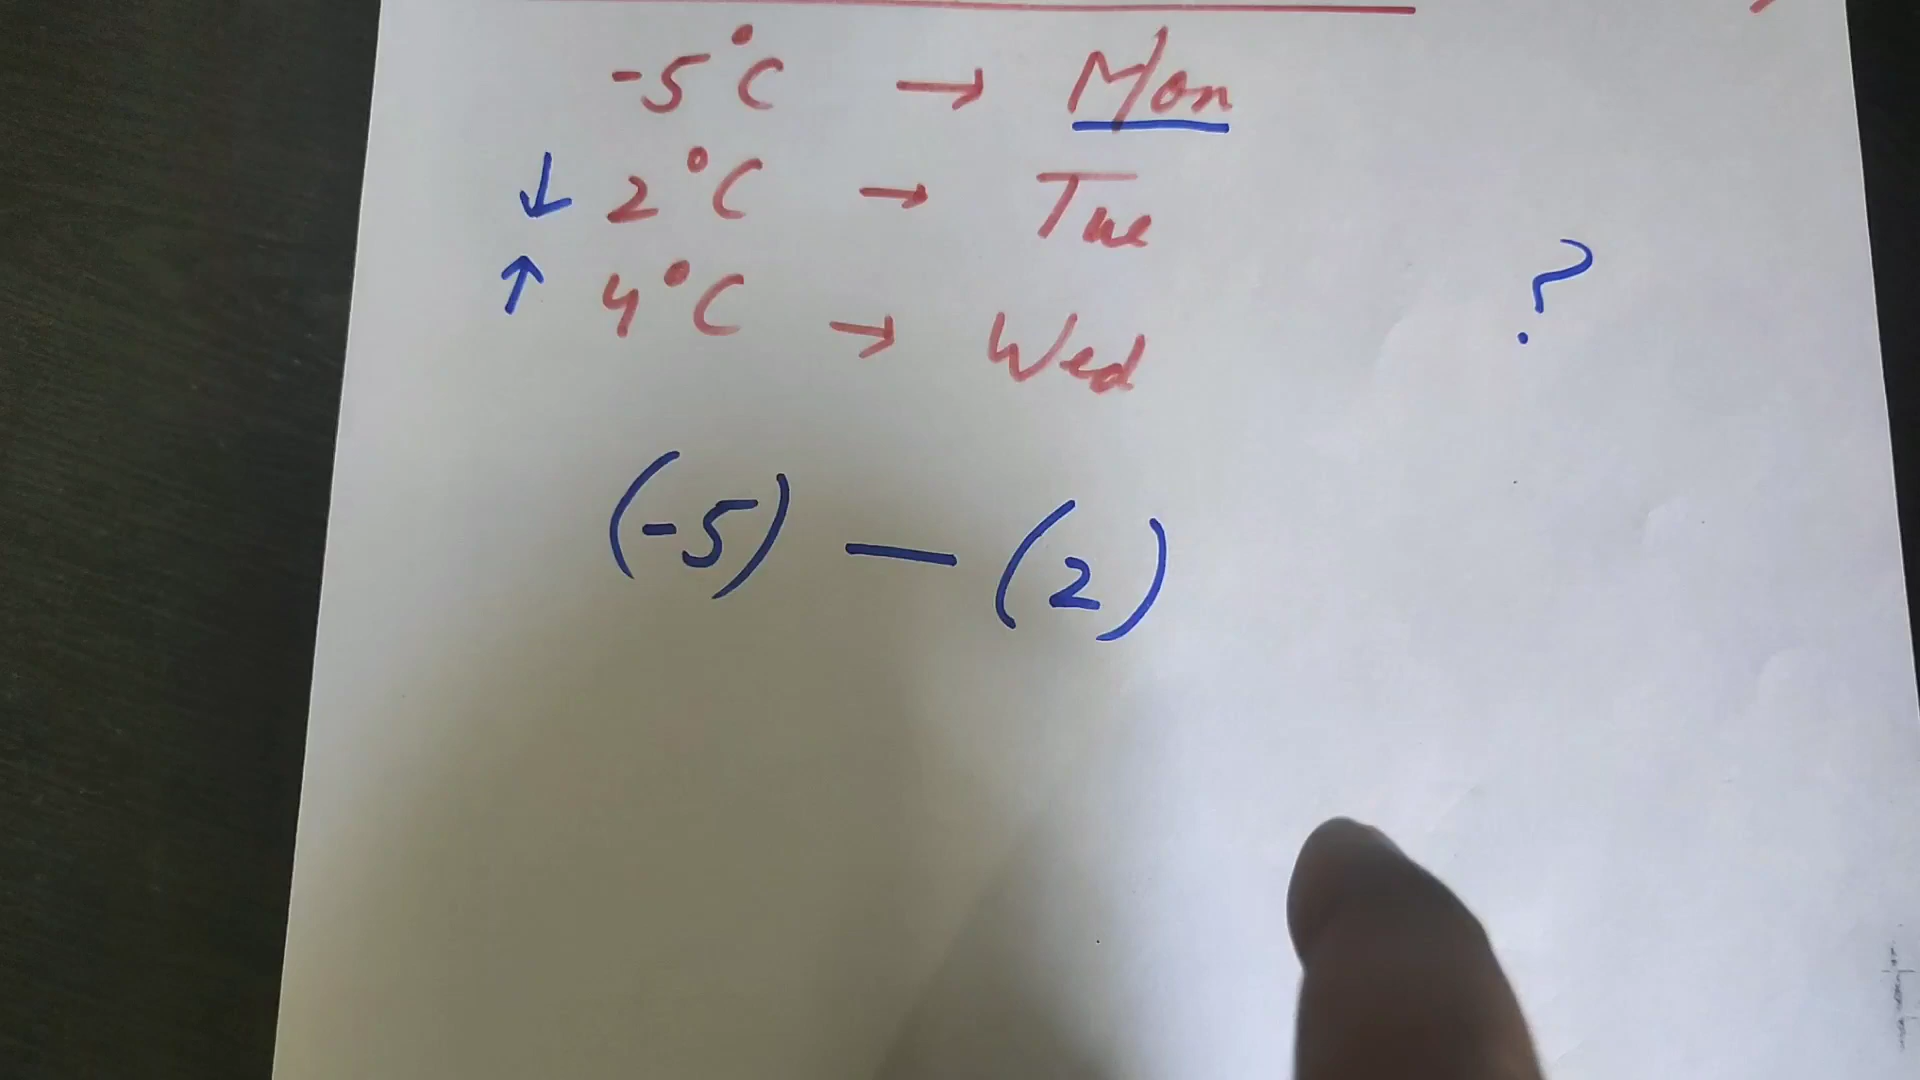 -5°C → Mon
↓ 2°C → Tue
↑ 4°C → Wed
?
(-5) — (2)